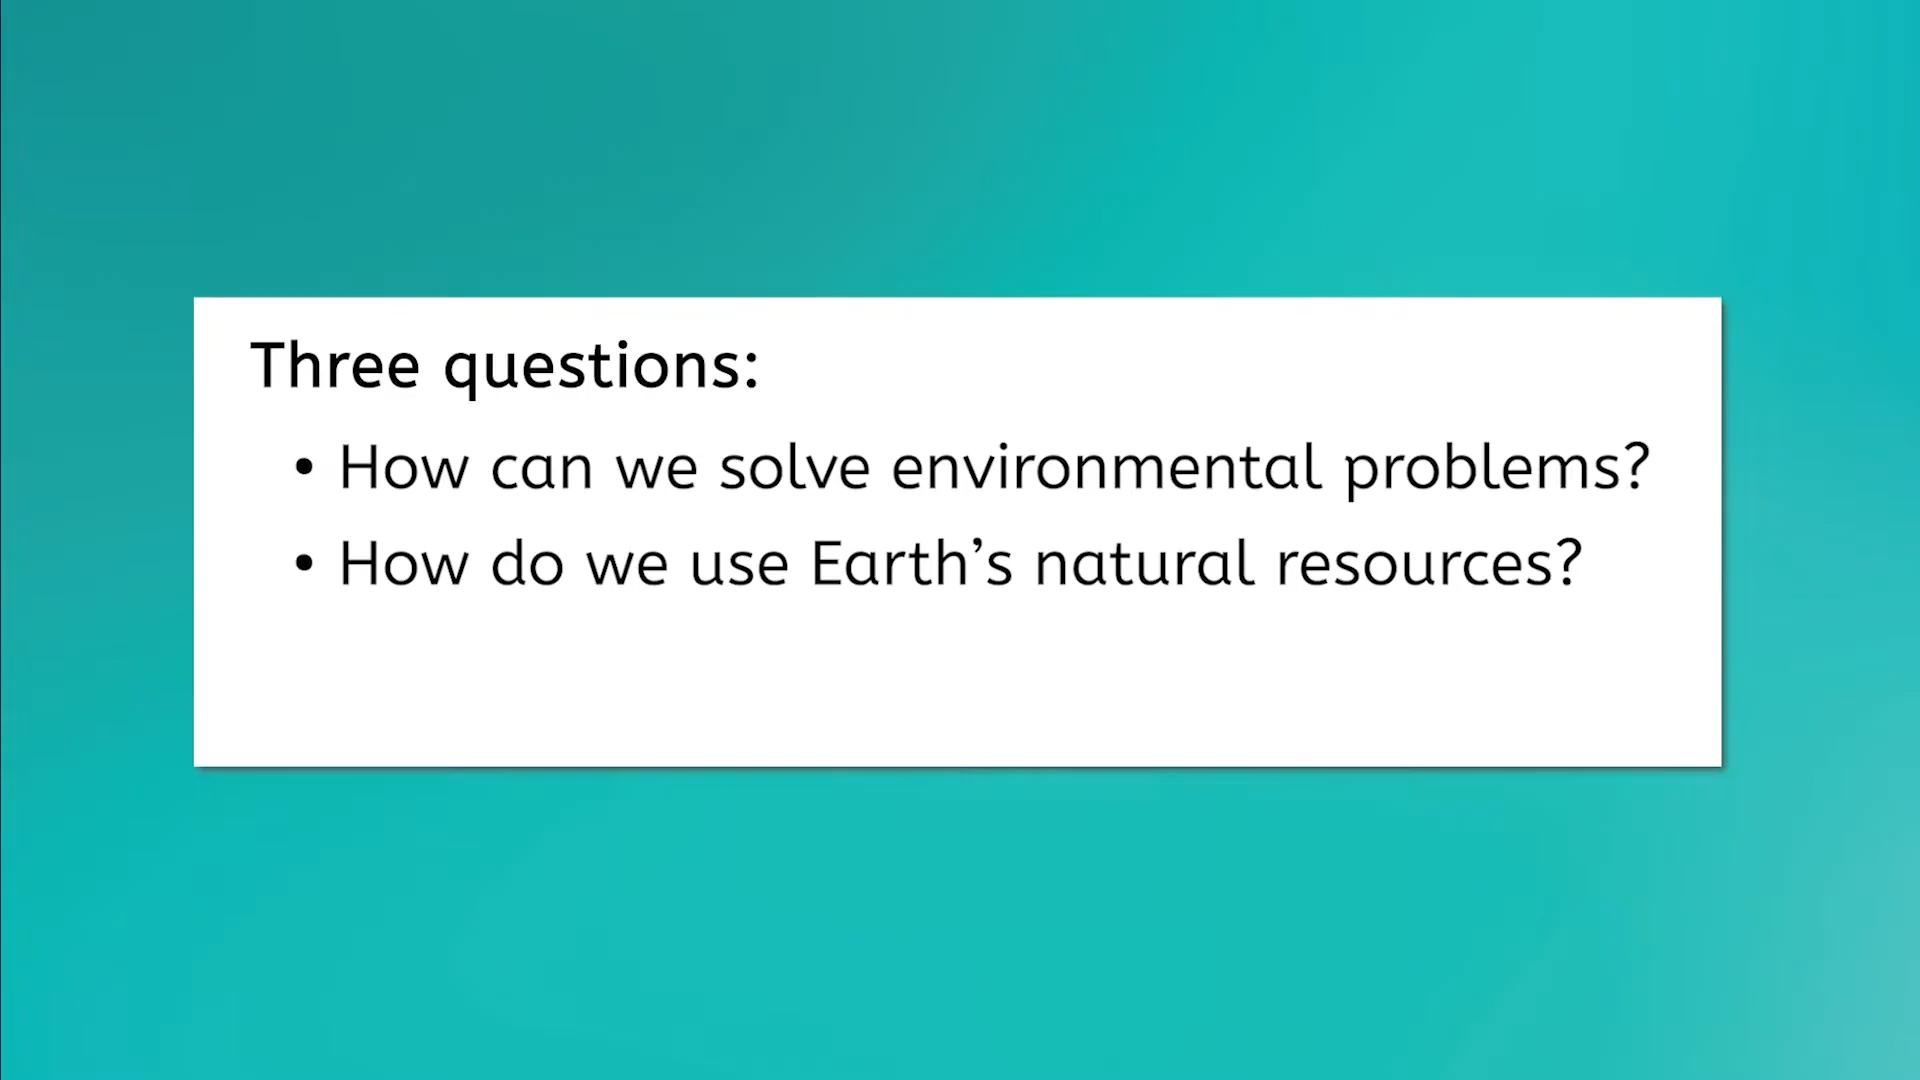 Three questions:
• How can we solve environmental problems?
• How do we use Earth’s natural resources?